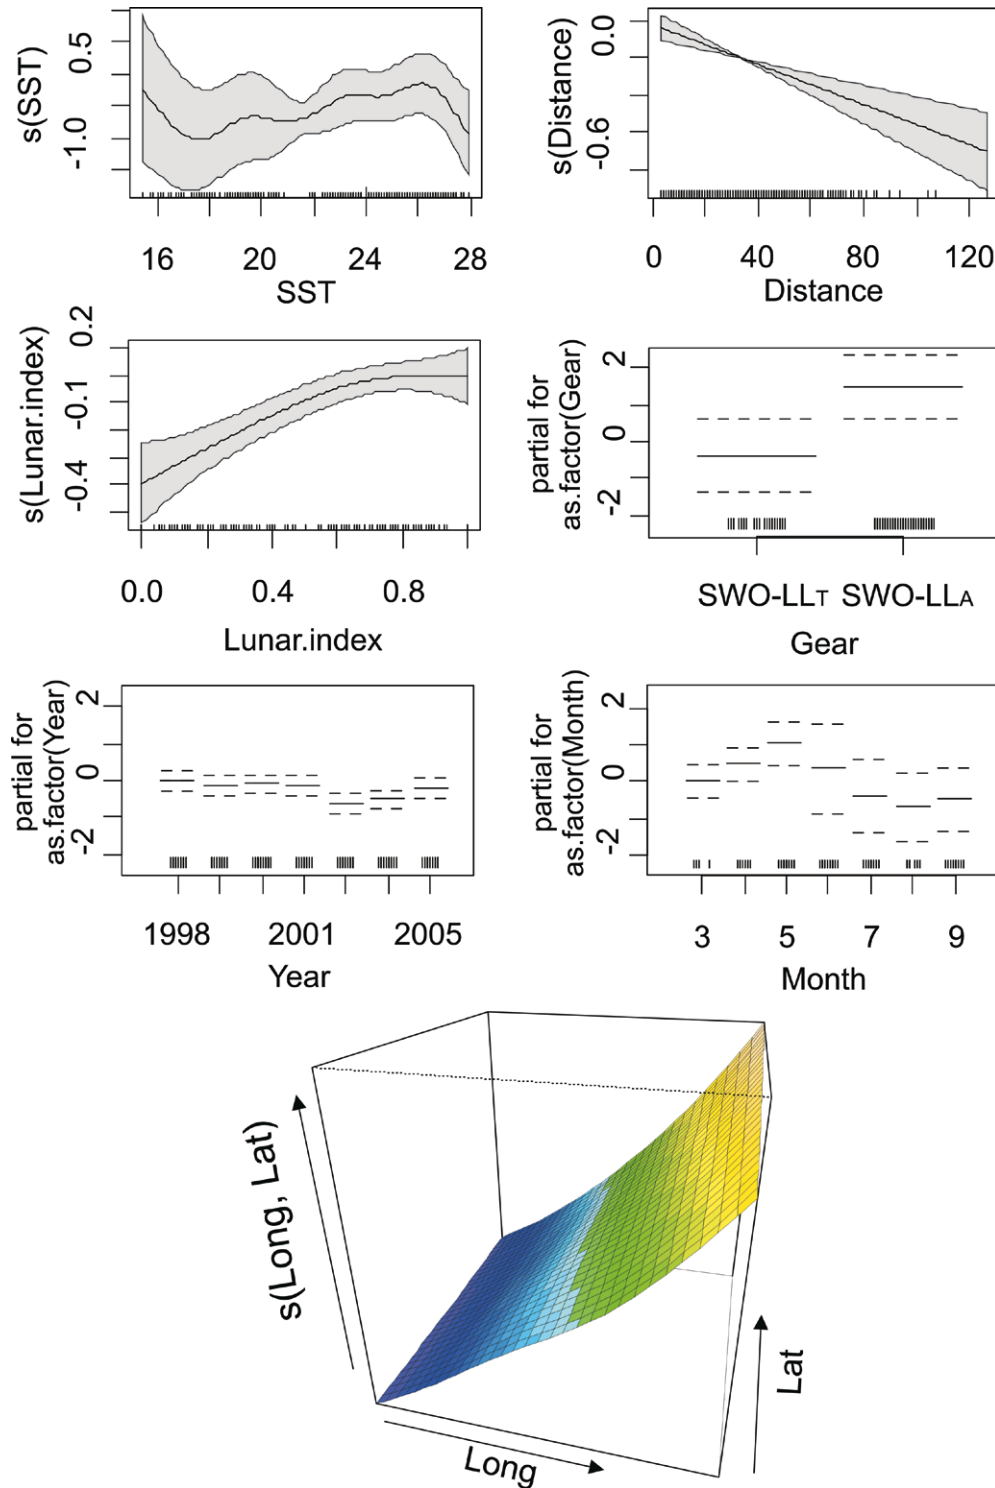 s(SST)
0.5
-1.0
16 20 24 28
SST
s(Distance)
0.0
-0.6
0 40 80 120
Distance
s(Lunar.index)
0.2
-0.1
-0.4
0.0 0.4 0.8
Lunar.index
partial for
as.factor(Gear)
2
0
-2
SWO-LLT SWO-LLA
Gear
partial for
as.factor(Year)
2
0
-2
1998 2001 2005
Year
partial for
as.factor(Month)
2
0
-2
3 5 7 9
Month
s(Long, Lat)
Long
Lat